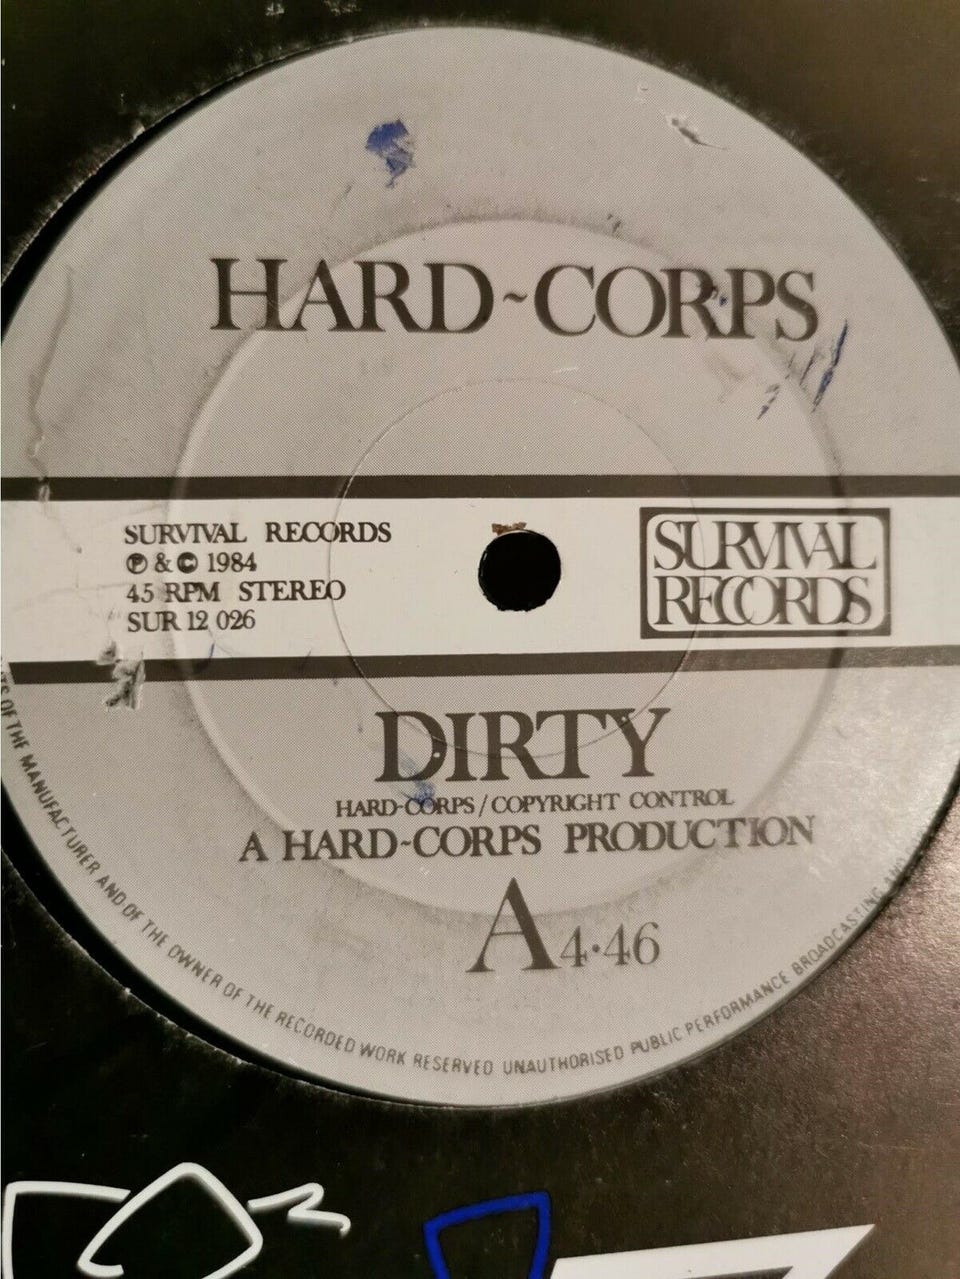 HARD~CORPS
SURVIVAL RECORDS
℗ & © 1984
45 RPM STEREO
SUR 12 026
SURVIVAL
RECORDS
DIRTY
HARD-CORPS / COPYRIGHT CONTROL
A HARD~CORPS PRODUCTION
A 4·46
OF THE MANUFACTURER AND OF THE OWNER OF THE RECORDED WORK RESERVED UNAUTHORISED PUBLIC PERFORMANCE BROADCASTING